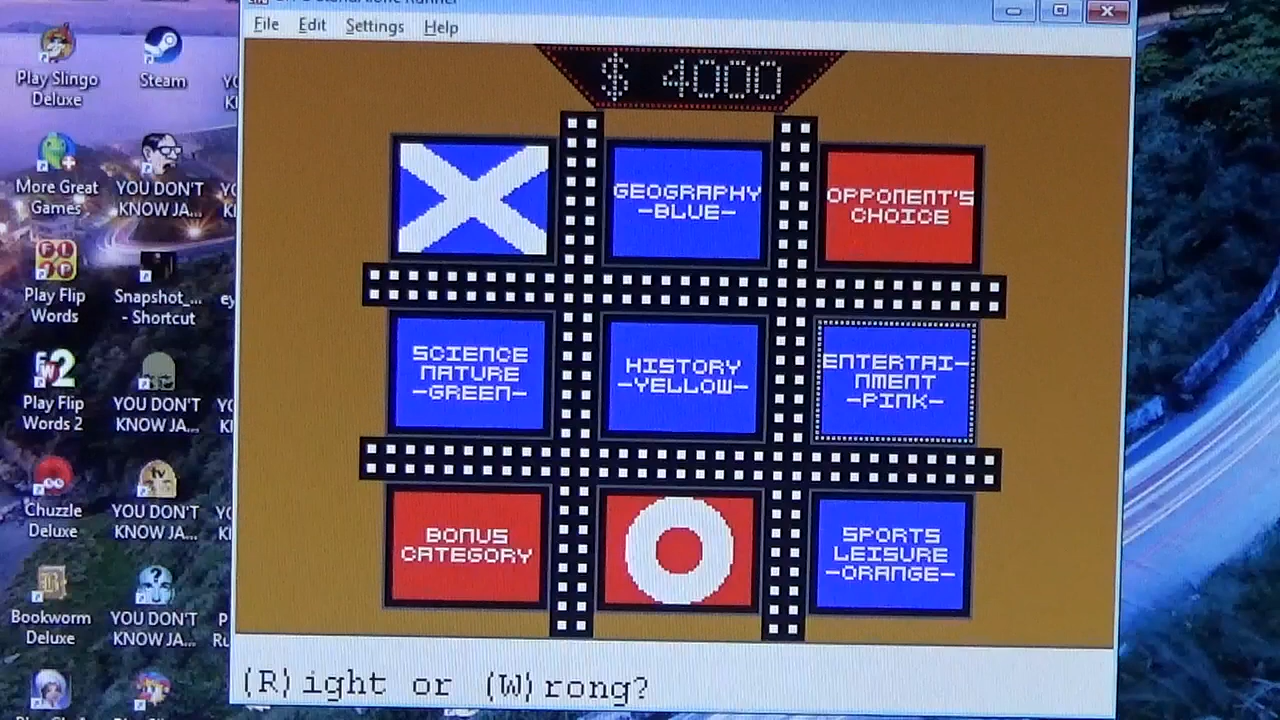 File Edit Settings Help
$ 4000
GEOGRAPHY
-BLUE-
OPPONENT'S
CHOICE
SCIENCE
NATURE
-GREEN-
HISTORY
-YELLOW-
ENTERTAI-
NMENT
-PINK-
BONUS
CATEGORY
SPORTS
LEISURE
-ORANGE-
(R)ight or (W)rong?
Play Slingo
Deluxe
Steam
More Great
Games
YOU DON'T
KNOW JA...
Play Flip
Words
Snapshot_...
- Shortcut
Play Flip
Words 2
YOU DON'T
KNOW JA...
Chuzzle
Deluxe
YOU DON'T
KNOW JA...
Bookworm
Deluxe
YOU DON'T
KNOW JA...